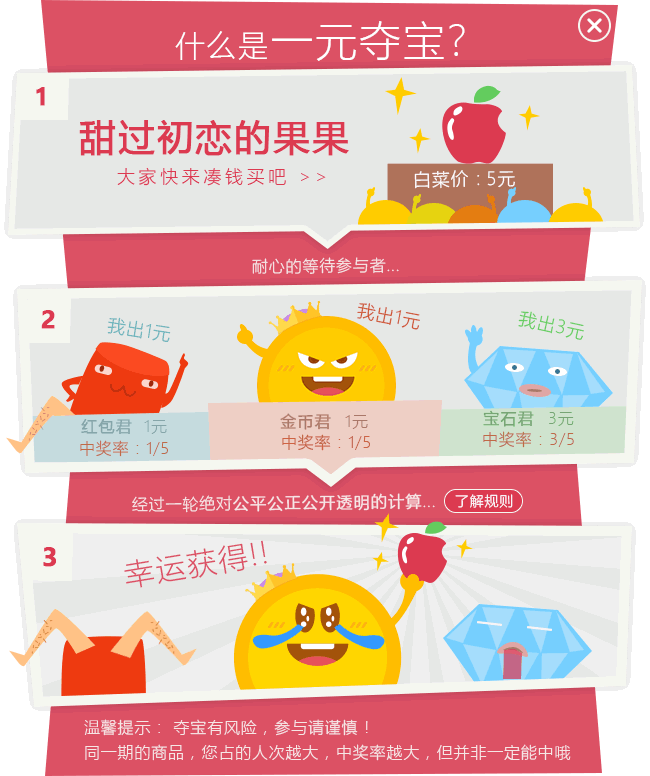 什么是一元夺宝?
1
甜过初恋的果果
大家快来凑钱买吧 >>
白菜价：5元
耐心的等待参与者...
2
我出1元
我出1元
我出3元
红包君 1元
中奖率：1/5
金币君 1元
中奖率：1/5
宝石君 3元
中奖率：3/5
经过一轮绝对公平公正公开透明的计算... 了解规则
3
幸运获得!!
温馨提示： 夺宝有风险，参与请谨慎！
同一期的商品，您占的人次越大，中奖率越大，但并非一定能中哦